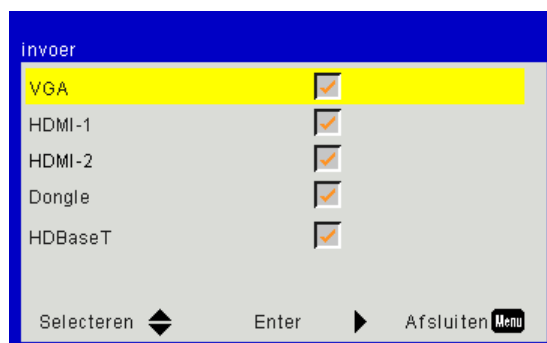 invoer
VGA
HDMI-1
HDMI-2
Dongle
HDBaseT
Selecteren Enter Afsluiten Menu